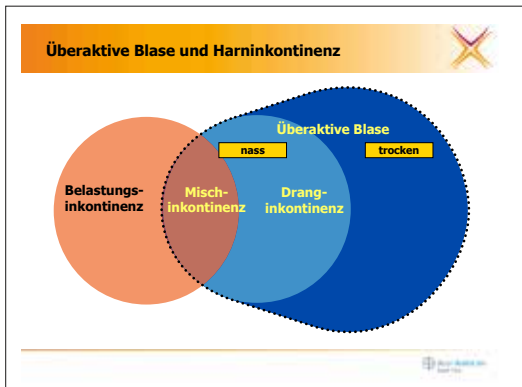 Überaktive Blase und Harninkontinenz
Überaktive Blase
nass
trocken
Belastungs-
inkontinenz
Misch-
inkontinenz
Drang-
inkontinenz